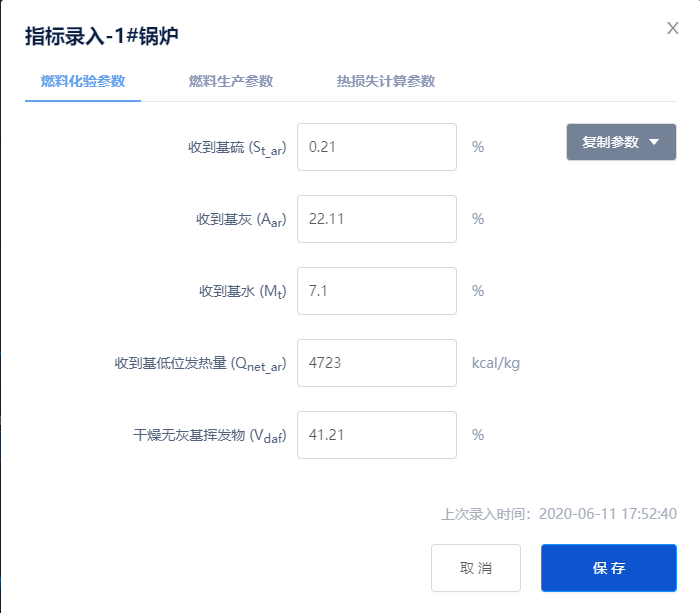 指标录入-1#锅炉
X
燃料化验参数 燃料生产参数 热损失计算参数
收到基硫 (St_ar) 0.21 % 复制参数
收到基灰 (Aar) 22.11 %
收到基水 (Mt) 7.1 %
收到基低位发热量 (Qnet_ar) 4723 kcal/kg
干燥无灰基挥发物 (Vdaf) 41.21 %
上次录入时间：2020-06-11 17:52:40
取 消 保 存